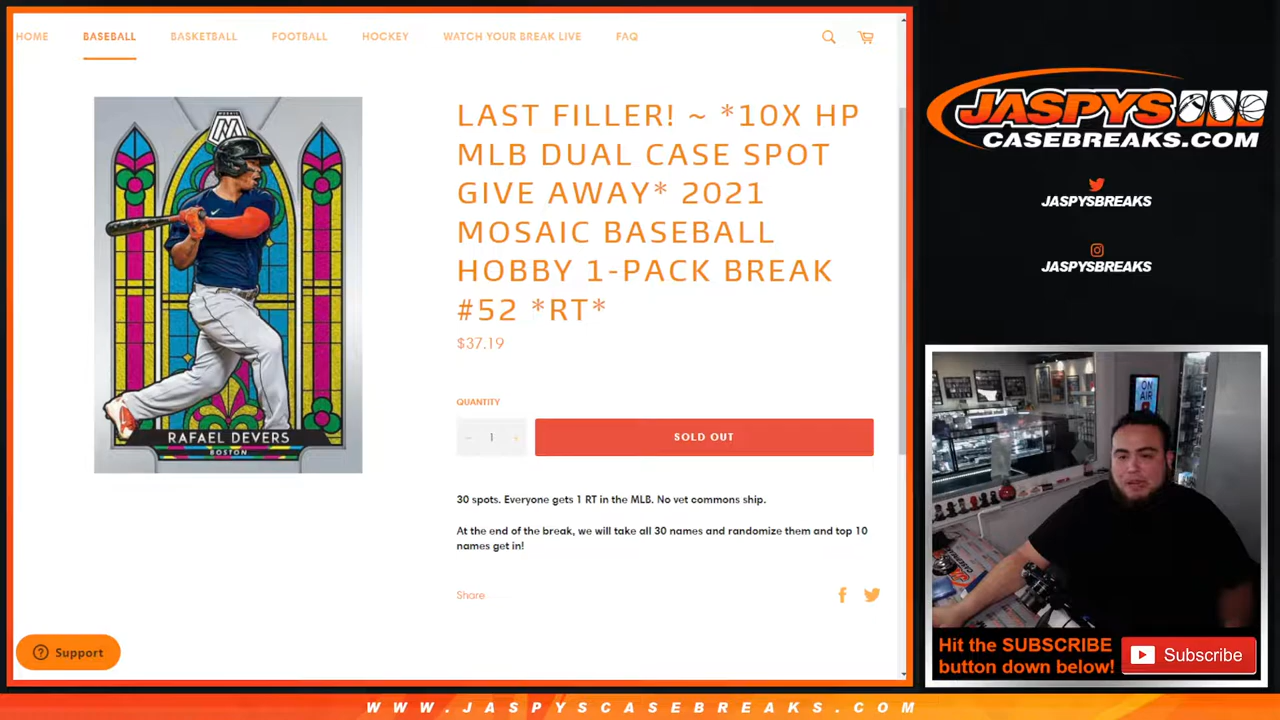 HOME BASEBALL BASKETBALL FOOTBALL HOCKEY WATCH YOUR BREAK LIVE FAQ
MOSAIC
RAFAEL DEVERS
BOSTON
LAST FILLER! ~ *10X HP
MLB DUAL CASE SPOT
GIVE AWAY* 2021
MOSAIC BASEBALL
HOBBY 1-PACK BREAK
#52 *RT*
$37.19
QUANTITY
− 1 +
SOLD OUT
30 spots. Everyone gets 1 RT in the MLB. No vet commons ship.
At the end of the break, we will take all 30 names and randomize them and top 10
names get in!
Share
Support
JASPYS
CASEBREAKS.COM
JASPYSBREAKS
JASPYSBREAKS
ON
AIR
Hit the SUBSCRIBE
button down below!
Subscribe
WWW.JASPYSCASEBREAKS.COM